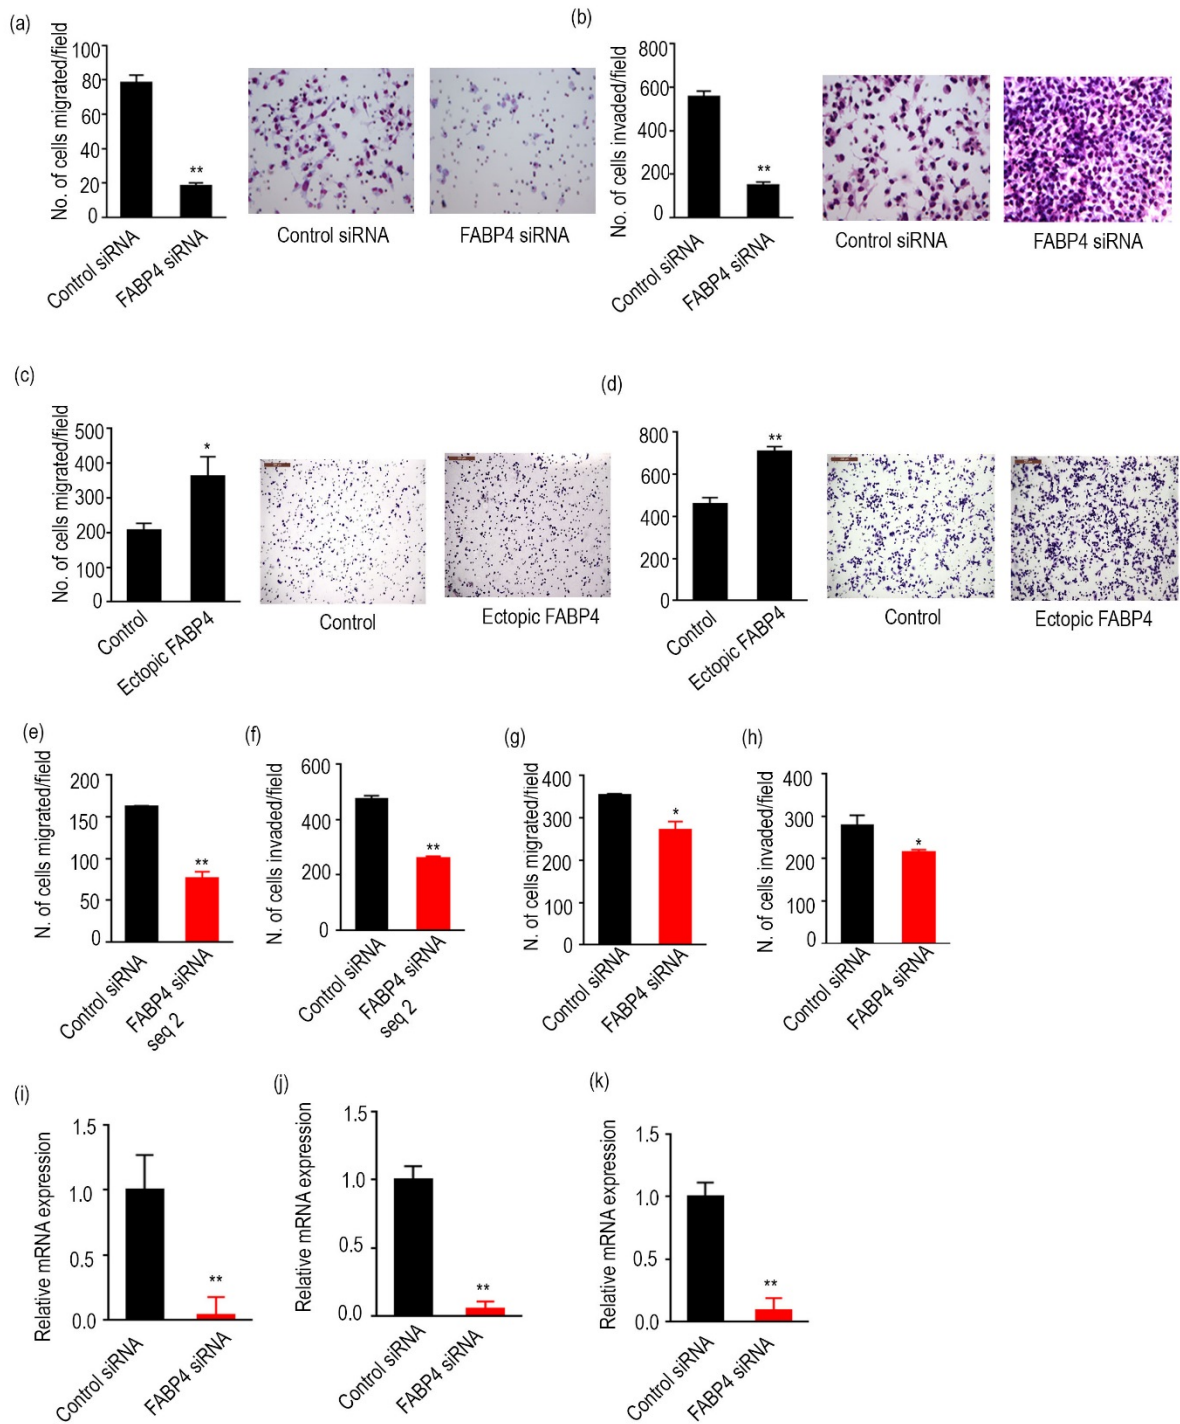 (a)
No. of cells migrated/field
100
80
60
40
20
0
**
Control siRNA
FABP4 siRNA
Control siRNA
FABP4 siRNA
(b)
No. of cells invaded/field
800
600
400
200
0
**
Control siRNA
FABP4 siRNA
Control siRNA
FABP4 siRNA
(c)
No. of cells migrated/field
500
400
300
200
100
0
*
Control
Ectopic FABP4
Control
Ectopic FABP4
(d)
No. of cells migrated/field
800
600
400
600
0
**
Control
Ectopic FABP4
Control
Ectopic FABP4
(e)
N. of cells migrated/field
200
150
100
50
0
**
Control siRNA
FABP4 siRNA
seq 2
(f)
N. of cells invaded/field
600
400
200
0
**
Control siRNA
FABP4 siRNA
seq 2
(g)
N. of cells migrated/field
400
300
200
100
0
*
Control siRNA
FABP4 siRNA
(h)
N. of cells invaded/field
400
300
200
100
0
*
Control siRNA
FABP4 siRNA
(i)
Relative mRNA expression
1.5
1.0
0.5
0.0
**
Control siRNA
FABP4 siRNA
(j)
Relative mRNA expression
1.5
1.0
0.5
0.0
**
Control siRNA
FABP4 siRNA
(k)
Relative mRNA expression
1.5
1.0
0.5
0.0
**
Control siRNA
FABP4 siRNA